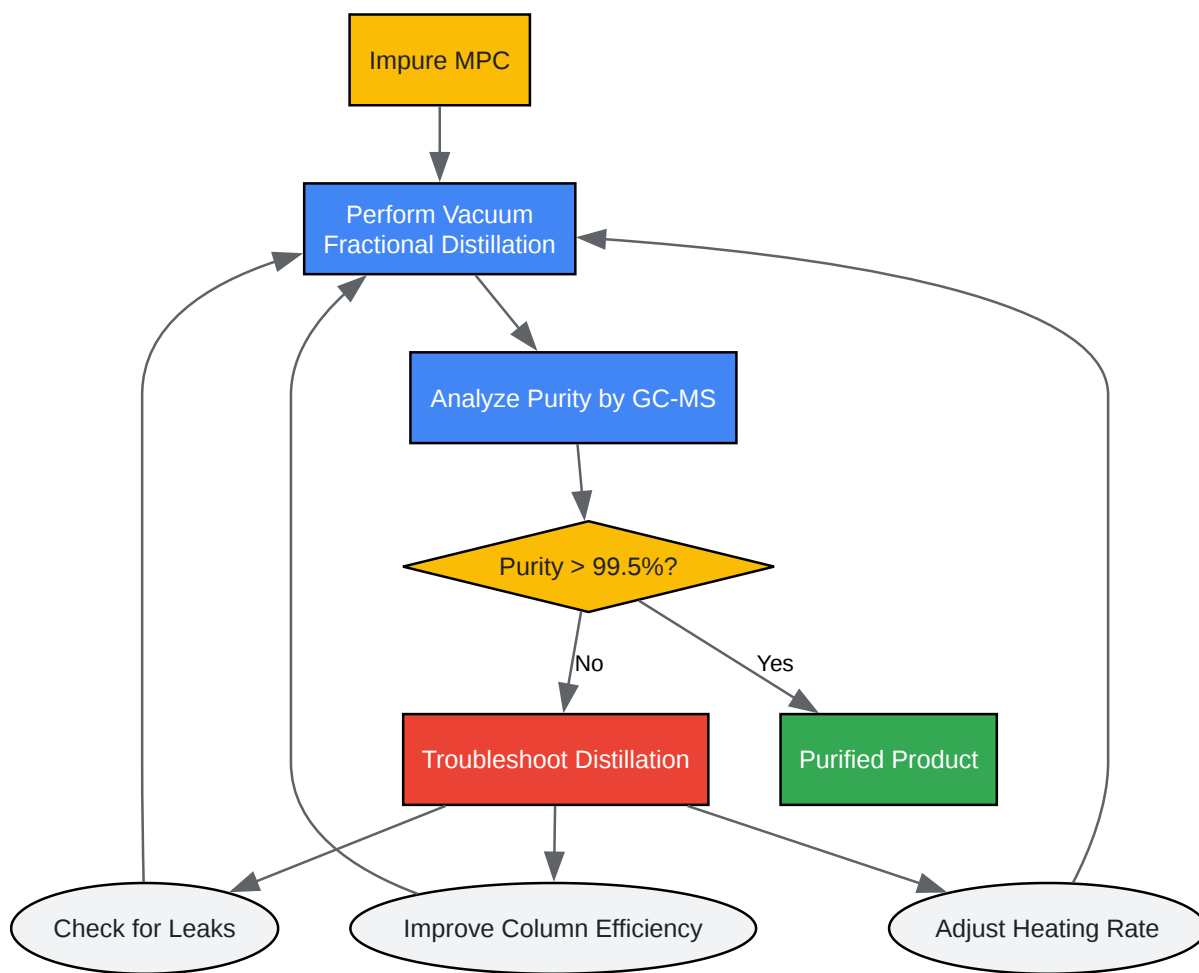 Impure MPC
Perform Vacuum
Fractional Distillation
Analyze Purity by GC-MS
Purity > 99.5%?
No
Yes
Troubleshoot Distillation
Purified Product
Check for Leaks
Improve Column Efficiency
Adjust Heating Rate